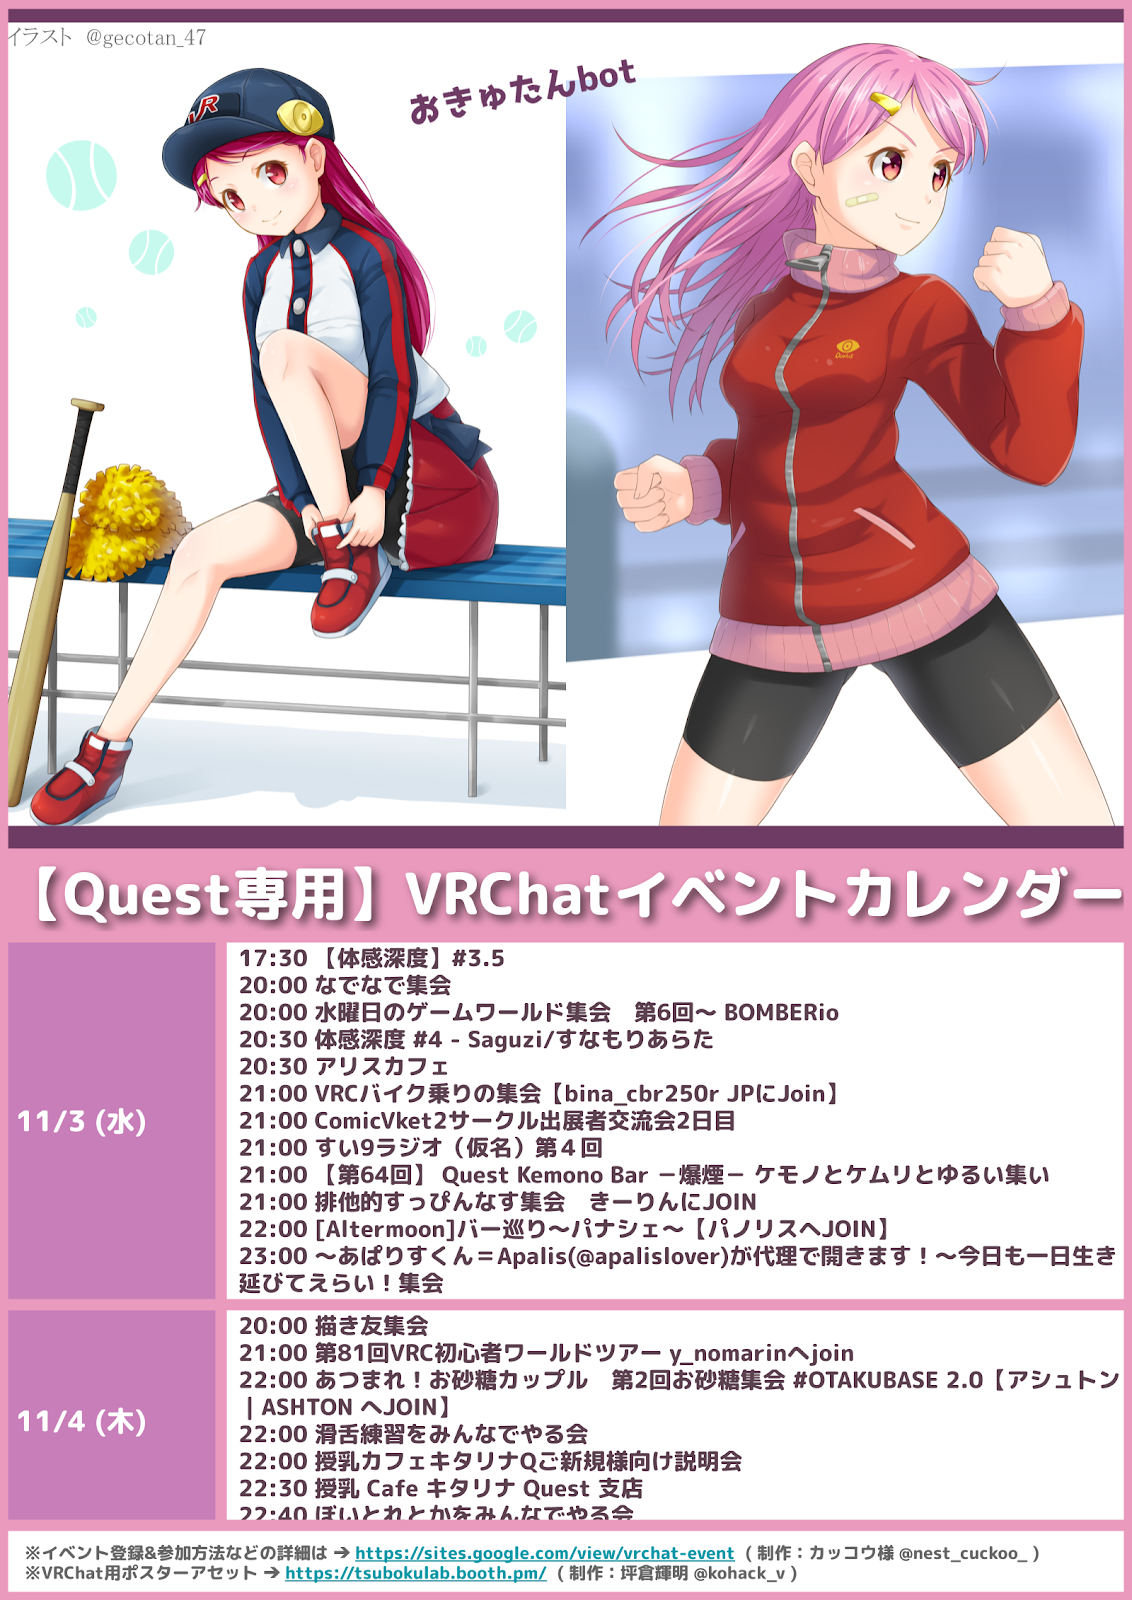 イラスト @gecotan_47
おきゅたんbot
VR
Quest
【Quest専用】VRChatイベントカレンダー
11/3 (水)
17:30 【体感深度】#3.5
20:00 なでなで集会
20:00 水曜日のゲームワールド集会　第6回〜 BOMBERio
20:30 体感深度 #4 - Saguzi/すなもりあらた
20:30 アリスカフェ
21:00 VRCバイク乗りの集会【bina_cbr250r JPにJoin】
21:00 ComicVket2サークル出展者交流会2日目
21:00 すい9ラジオ（仮名）第４回
21:00 【第64回】 Quest Kemono Bar －爆煙－ ケモノとケムリとゆるい集い
21:00 排他的すっぴんなす集会　きーりんにJOIN
22:00 [Altermoon]バー巡り〜パナシェ〜【パノリスへJOIN】
23:00 〜あぱりすくん＝Apalis(@apalislover)が代理で開きます！〜今日も一日生き
延びてえらい！集会
11/4 (木)
20:00 描き友集会
21:00 第81回VRC初心者ワールドツアー y_nomarinへjoin
22:00 あつまれ！お砂糖カップル　第2回お砂糖集会 #OTAKUBASE 2.0【アシュトン
| ASHTON へJOIN】
22:00 滑舌練習をみんなでやる会
22:00 授乳カフェキタリナQご新規様向け説明会
22:30 授乳 Cafe キタリナ Quest 支店
22:40 ぼいとれとかをみんなでやる会
※イベント登録&参加方法などの詳細は ➔ https://sites.google.com/view/vrchat-event （ 制作：カッコウ様 @nest_cuckoo_ ）
※VRChat用ポスターアセット ➔ https://tsubokulab.booth.pm/ （ 制作：坪倉輝明 @kohack_v ）